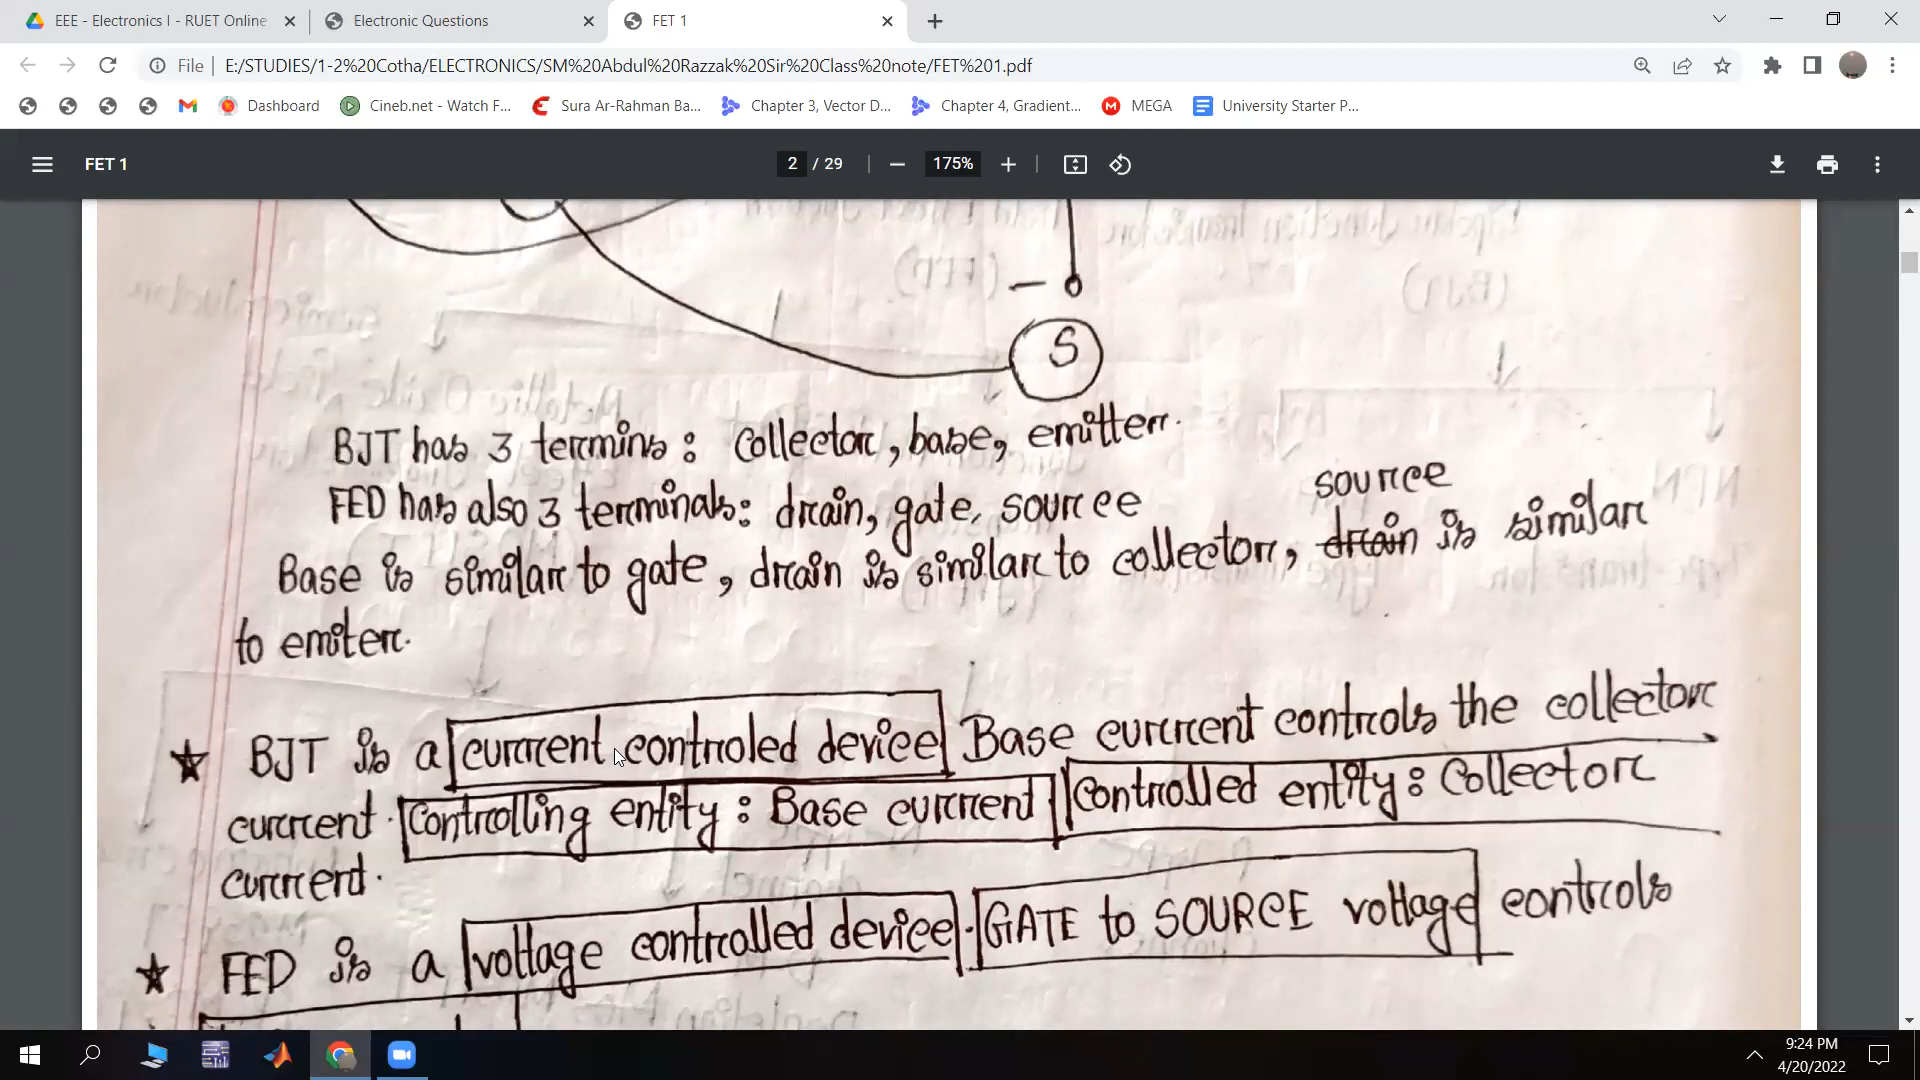 EEE - Electronics I - RUET Online
Electronic Questions
FET 1
File
E:/STUDIES/1-2%20Cotha/ELECTRONICS/SM%20Abdul%20Razzak%20Sir%20Class%20note/FET%201.pdf
Dashboard
Cineb.net - Watch F...
Sura Ar-Rahman Ba...
Chapter 3, Vector D...
Chapter 4, Gradient...
MEGA
University Starter P...
FET 1
2 / 29
175%
S
BJT has 3 termins : Collector, base, emitter.
FED has also 3 terminals: drain, gate, source
source
Base is similar to gate, drain is similar to collector, drain is similar
to emiter.
BJT is a current controled device Base current controls the collector
current. Controlling entity : Base current Controlled entity : Collector
current.
FED is a voltage controlled device. GATE to SOURCE voltage controls
9:24 PM
4/20/2022